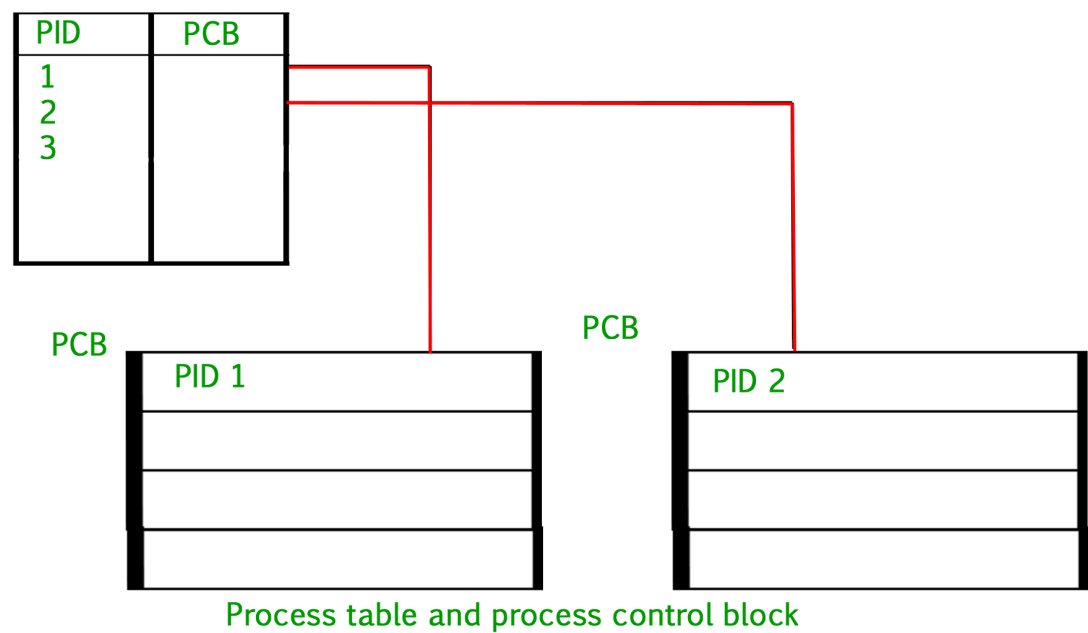 PID PCB
1
2
3
PCB
PID 1
PCB
PID 2
Process table and process control block